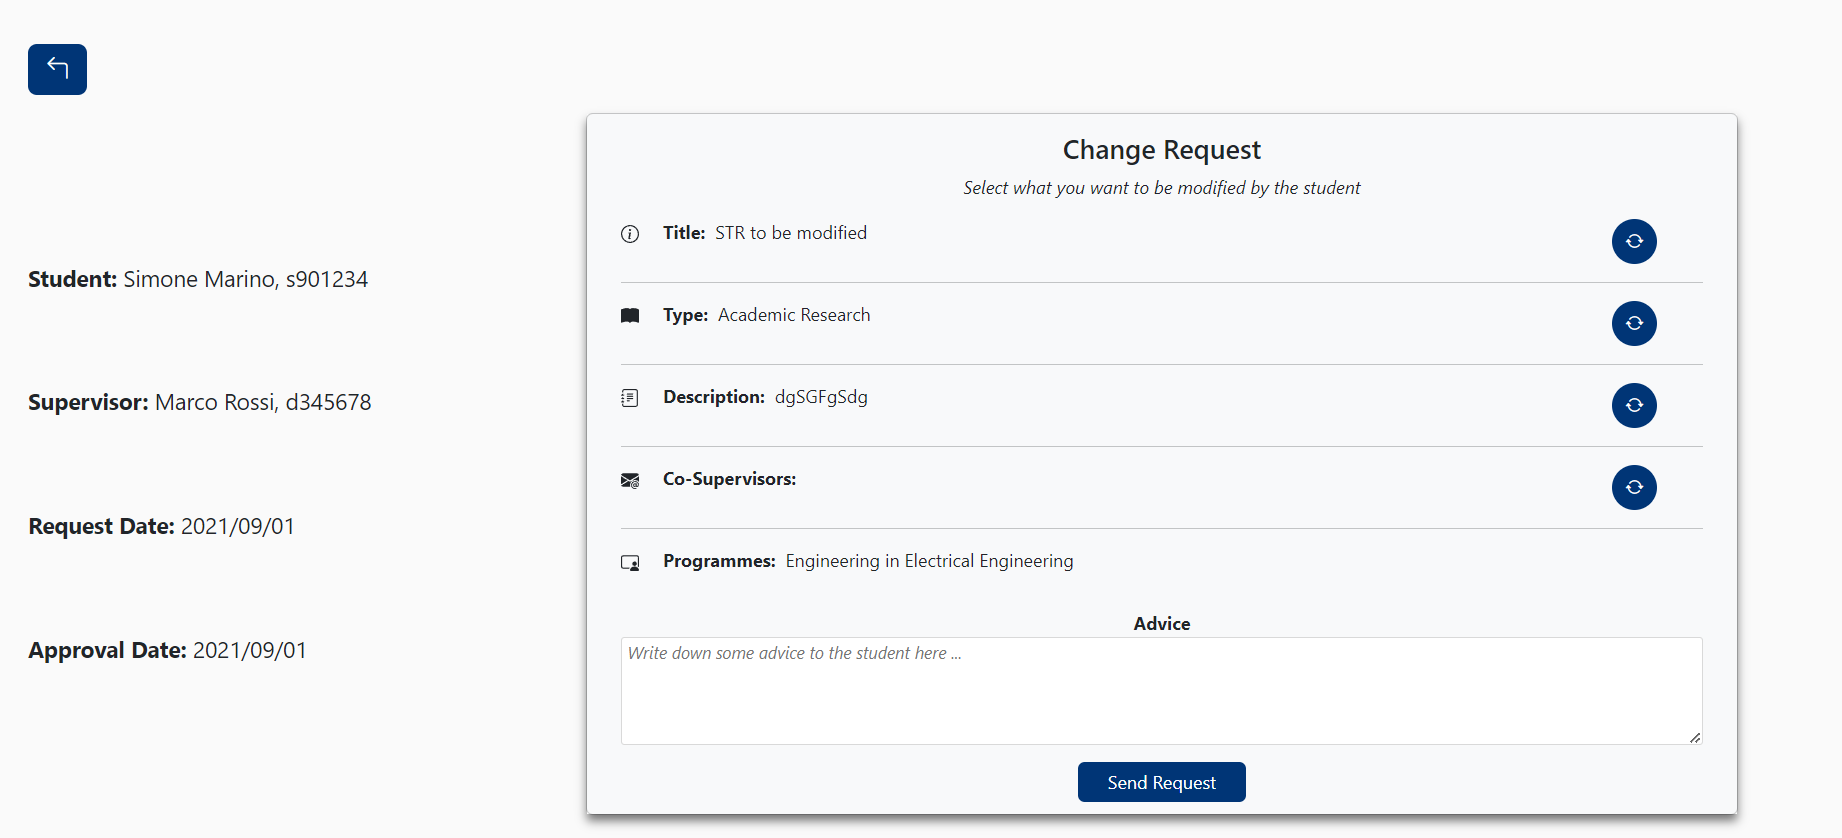 Student: Simone Marino, s901234
Supervisor: Marco Rossi, d345678
Request Date: 2021/09/01
Approval Date: 2021/09/01
Change Request
Select what you want to be modified by the student
Title: STR to be modified
Type: Academic Research
Description: dgSGFgSdg
Co-Supervisors:
Programmes: Engineering in Electrical Engineering
Advice
Write down some advice to the student here ...
Send Request